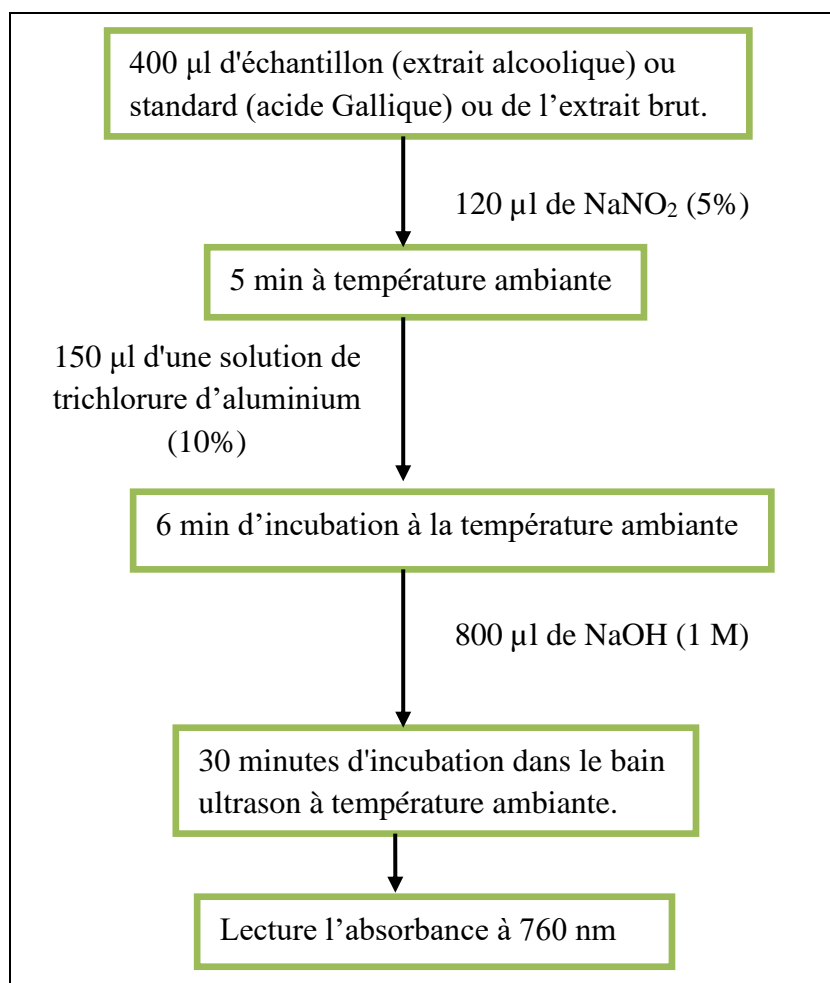 400 µl d'échantillon (extrait alcoolique) ou
standard (acide Gallique) ou de l’extrait brut.
120 µl de NaNO₂ (5%)
5 min à température ambiante
150 µl d'une solution de
trichlorure d’aluminium
(10%)
6 min d’incubation à la température ambiante
800 µl de NaOH (1 M)
30 minutes d'incubation dans le bain
ultrason à température ambiante.
Lecture l’absorbance à 760 nm